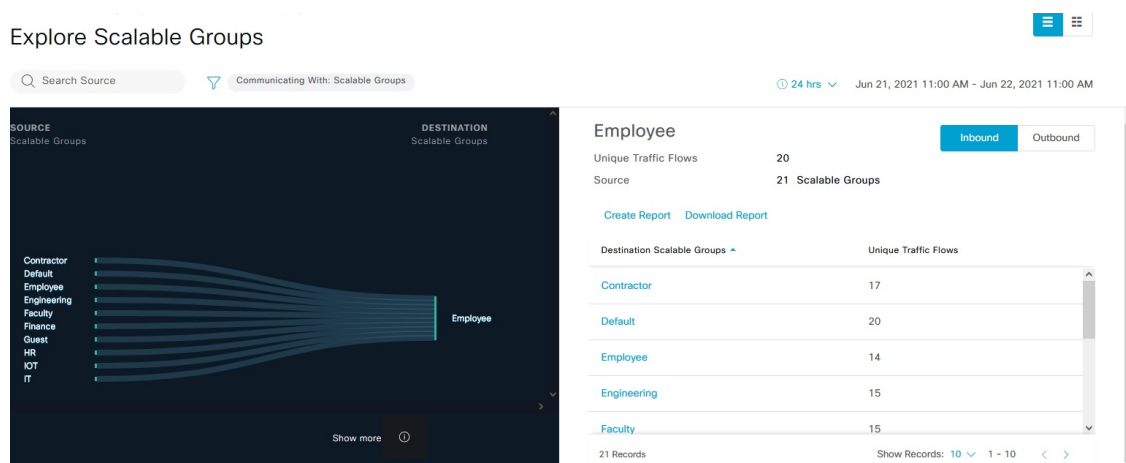 Explore Scalable Groups
Search Source
Communicating With: Scalable Groups
24 hrs
Jun 21, 2021 11:00 AM - Jun 22, 2021 11:00 AM
SOURCE
Scalable Groups
DESTINATION
Scalable Groups
Contractor
Default
Employee
Engineering
Faculty
Finance
Guest
HR
IOT
IT
Employee
Show more
Employee
Inbound
Outbound
Unique Traffic Flows 20
Source 21 Scalable Groups
Create Report Download Report
Destination Scalable Groups Unique Traffic Flows
Contractor 17
Default 20
Employee 14
Engineering 15
Faculty 15
21 Records Show Records: 10 1 - 10